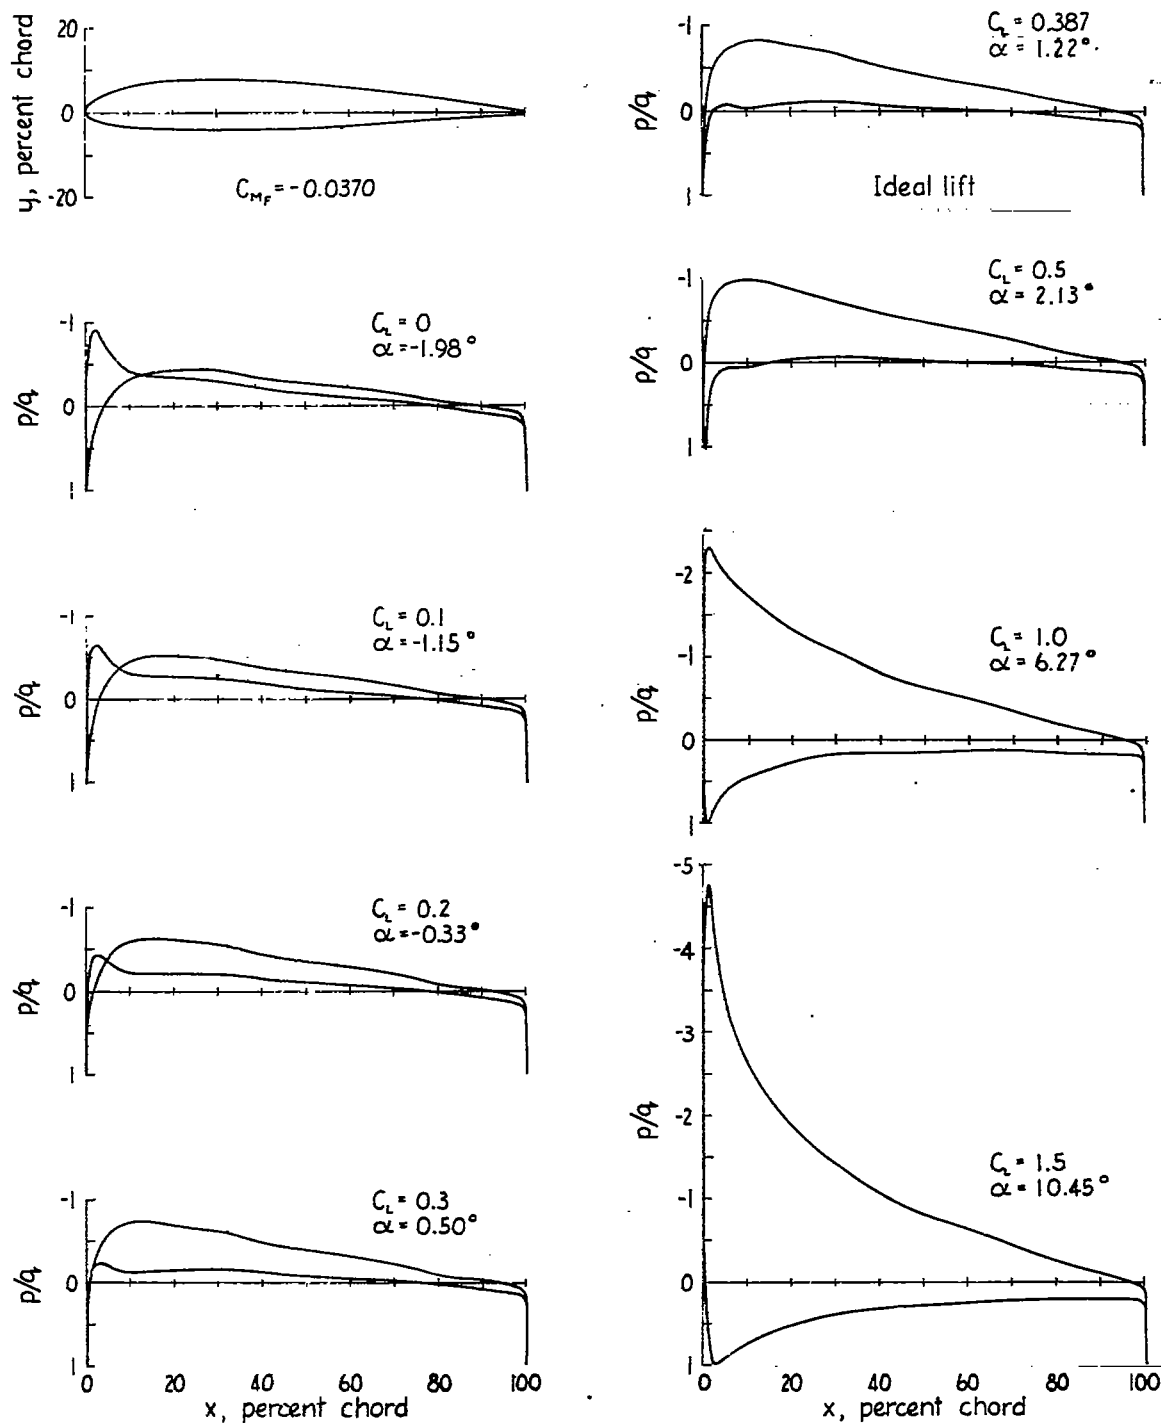 y, percent chord
20
0
-20
C_MF = -0.0370
p/q
-1
0
1
C_L = 0
α = -1.98°
p/q
-1
0
1
C_L = 0.1
α = -1.15°
p/q
-1
0
1
C_L = 0.2
α = -0.33°
p/q
-1
0
1
C_L = 0.3
α = 0.50°
0 20 40 60 80 100
x, percent chord
p/q
-1
0
1
C_L = 0.387
α = 1.22°
Ideal lift
p/q
-1
0
1
C_L = 0.5
α = 2.13°
p/q
-2
-1
0
1
C_L = 1.0
α = 6.27°
p/q
-5
-4
-3
-2
-1
0
1
C_L = 1.5
α = 10.45°
0 20 40 60 80 100
x, percent chord